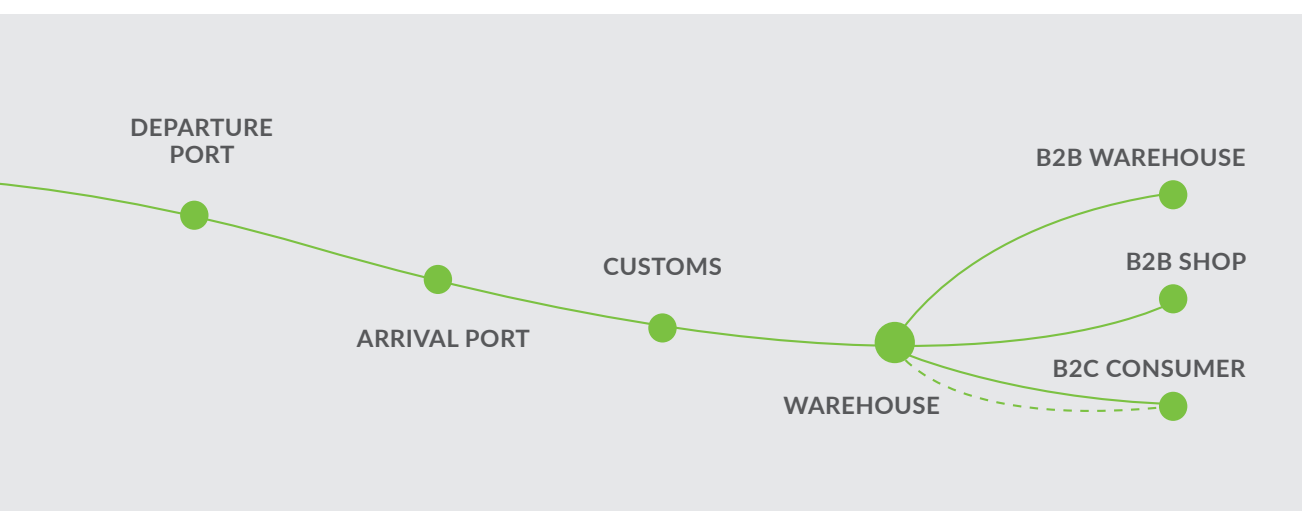 DEPARTURE
PORT
ARRIVAL PORT
CUSTOMS
WAREHOUSE
B2B WAREHOUSE
B2B SHOP
B2C CONSUMER